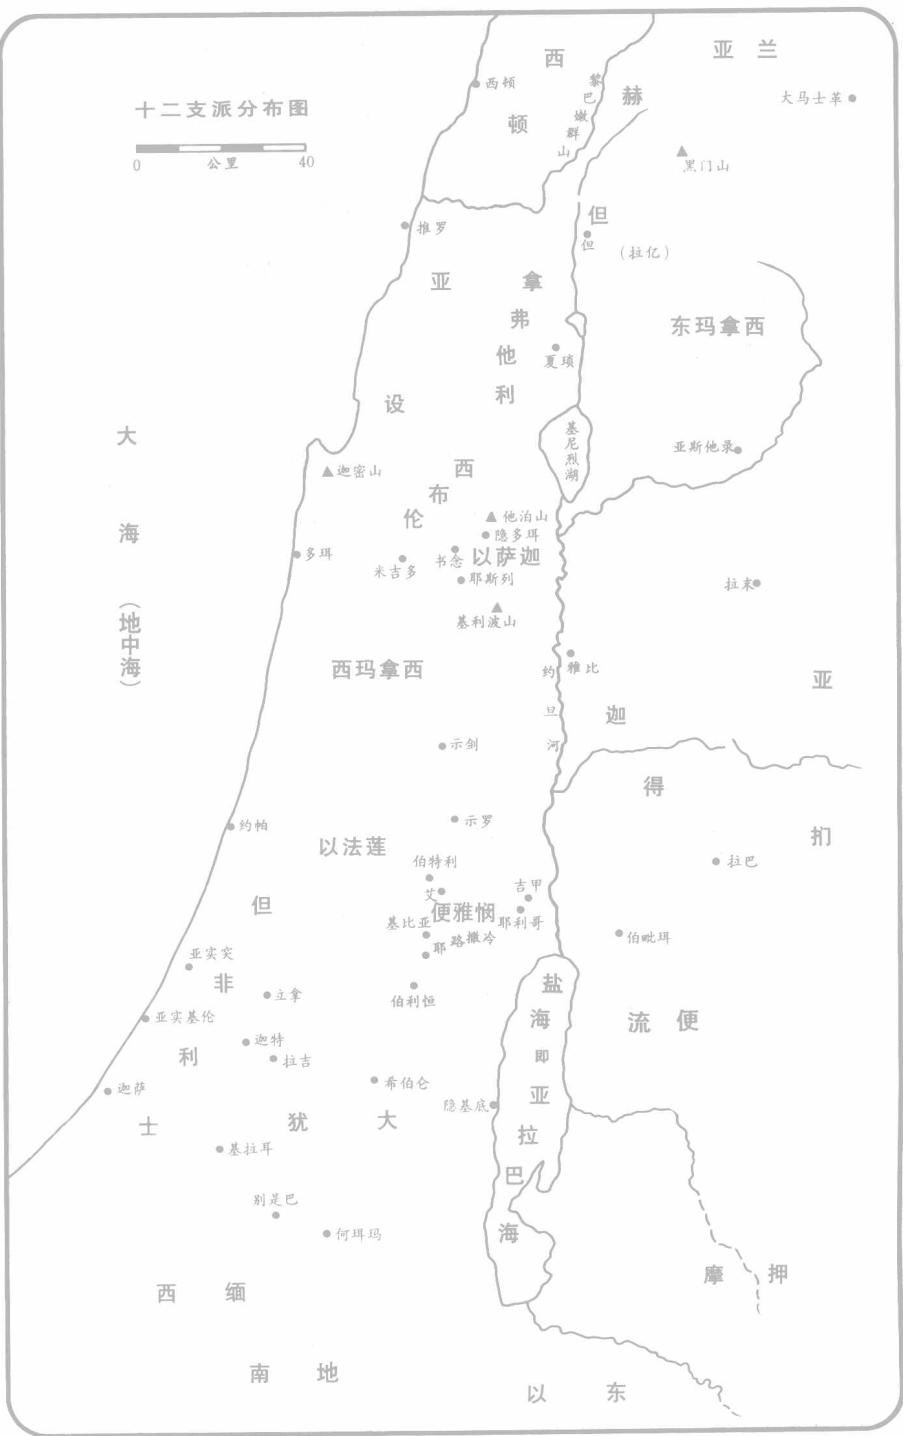 十二支派分布图
0 公里 40
西顿
西顿
黎巴嫩群山
赫
亚兰
大马士革
黑门山
推罗
但
但
(拉亿)
亚设
拿弗他利
夏琐
东玛拿西
大海(地中海)
基尼烈湖
亚斯他录
迦密山
西布伦
他泊山
隐多珥
多珥
米吉多
书念
以萨迦
耶斯列
基利波山
拉末
西玛拿西
约旦河
雅比
亚扪
迦得
示剑
示罗
约帕
以法莲
伯特利
艾
吉甲
拉巴
但
便雅悯
耶利哥
基比亚
耶路撒冷
伯毗珥
亚实突
非利士
立拿
伯利恒
盐海即亚拉巴海
亚实基伦
流便
迦特
拉吉
迦萨
希伯仑
隐基底
犹大
基拉耳
别是巴
何珥玛
摩押
西缅
南地
以东